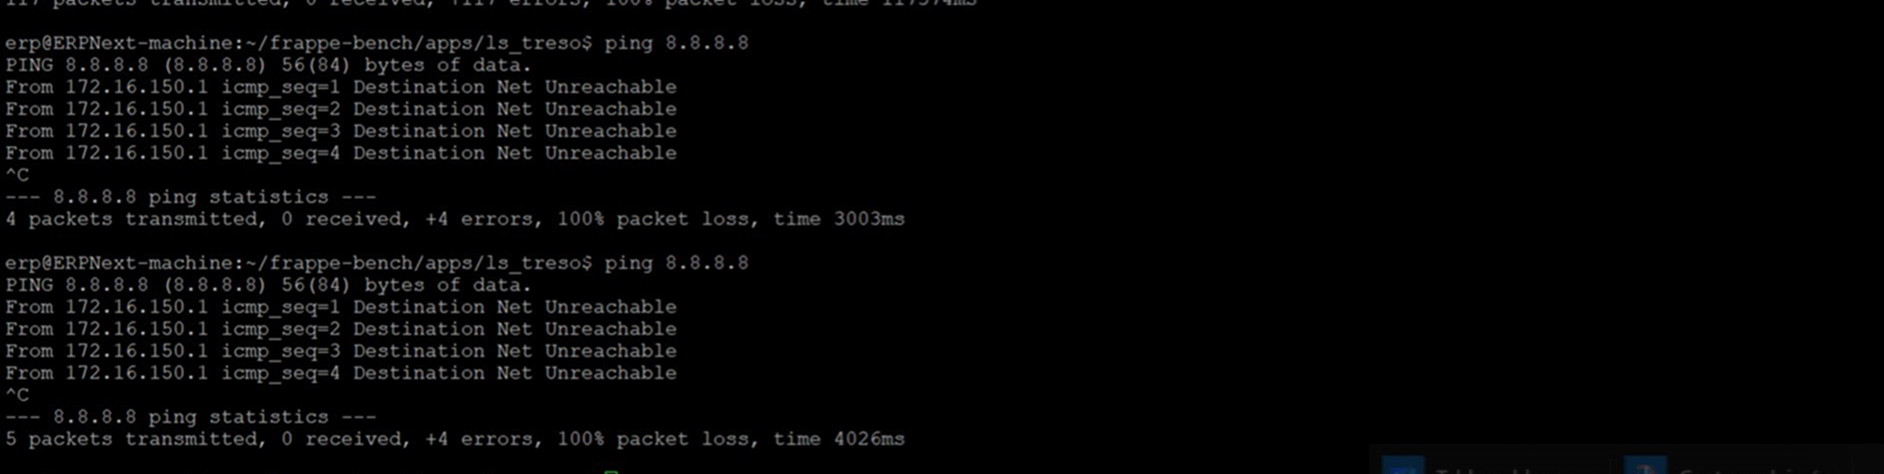 117 packets transmitted, 0 received, +117 errors, 100% packet loss, time
erp@ERPNext-machine:~/frappe-bench/apps/ls_treso$ ping 8.8.8.8
PING 8.8.8.8 (8.8.8.8) 56(84) bytes of data.
From 172.16.150.1 icmp_seq=1 Destination Net Unreachable
From 172.16.150.1 icmp_seq=2 Destination Net Unreachable
From 172.16.150.1 icmp_seq=3 Destination Net Unreachable
From 172.16.150.1 icmp_seq=4 Destination Net Unreachable
^C
--- 8.8.8.8 ping statistics ---
4 packets transmitted, 0 received, +4 errors, 100% packet loss, time 3003ms
erp@ERPNext-machine:~/frappe-bench/apps/ls_treso$ ping 8.8.8.8
PING 8.8.8.8 (8.8.8.8) 56(84) bytes of data.
From 172.16.150.1 icmp_seq=1 Destination Net Unreachable
From 172.16.150.1 icmp_seq=2 Destination Net Unreachable
From 172.16.150.1 icmp_seq=3 Destination Net Unreachable
From 172.16.150.1 icmp_seq=4 Destination Net Unreachable
^C
--- 8.8.8.8 ping statistics ---
5 packets transmitted, 0 received, +4 errors, 100% packet loss, time 4026ms